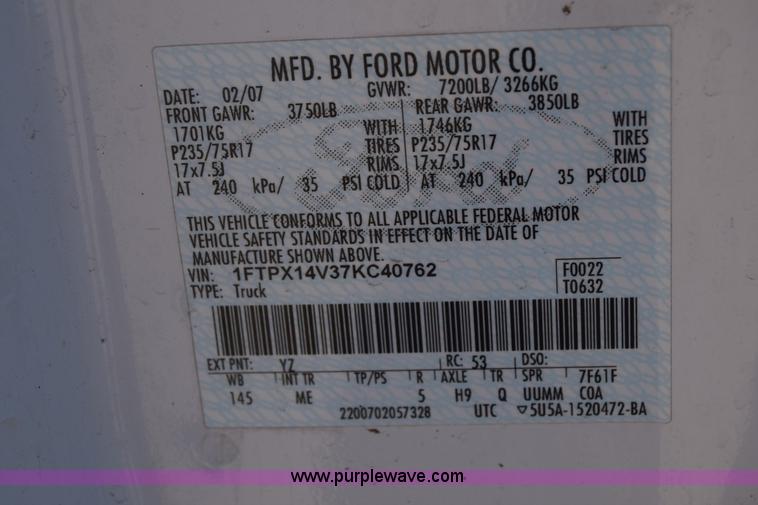 MFD. BY FORD MOTOR CO.
DATE: 02/07 GVWR: 7200LB/ 3266KG
FRONT GAWR: 3750LB REAR GAWR: 3850LB
1701KG WITH 1746KG WITH
P235/75R17 TIRES P235/75R17 TIRES
17x7.5J RIMS 17x7.5J RIMS
AT 240 kPa/ 35 PSI COLD AT 240 kPa/ 35 PSI COLD
Ford
THIS VEHICLE CONFORMS TO ALL APPLICABLE FEDERAL MOTOR
VEHICLE SAFETY STANDARDS IN EFFECT ON THE DATE OF
MANUFACTURE SHOWN ABOVE.
VIN: 1FTPX14V37KC40762 F0022
TYPE: Truck T0632
EXT PNT: YZ RC: 53 DSO:
WB INT TR TP/PS R AXLE TR SPR 7F61F
145 ME 5 H9 Q UUMM COA
2200702057328 UTC ▽5U5A-1520472-BA
www.purplewave.com